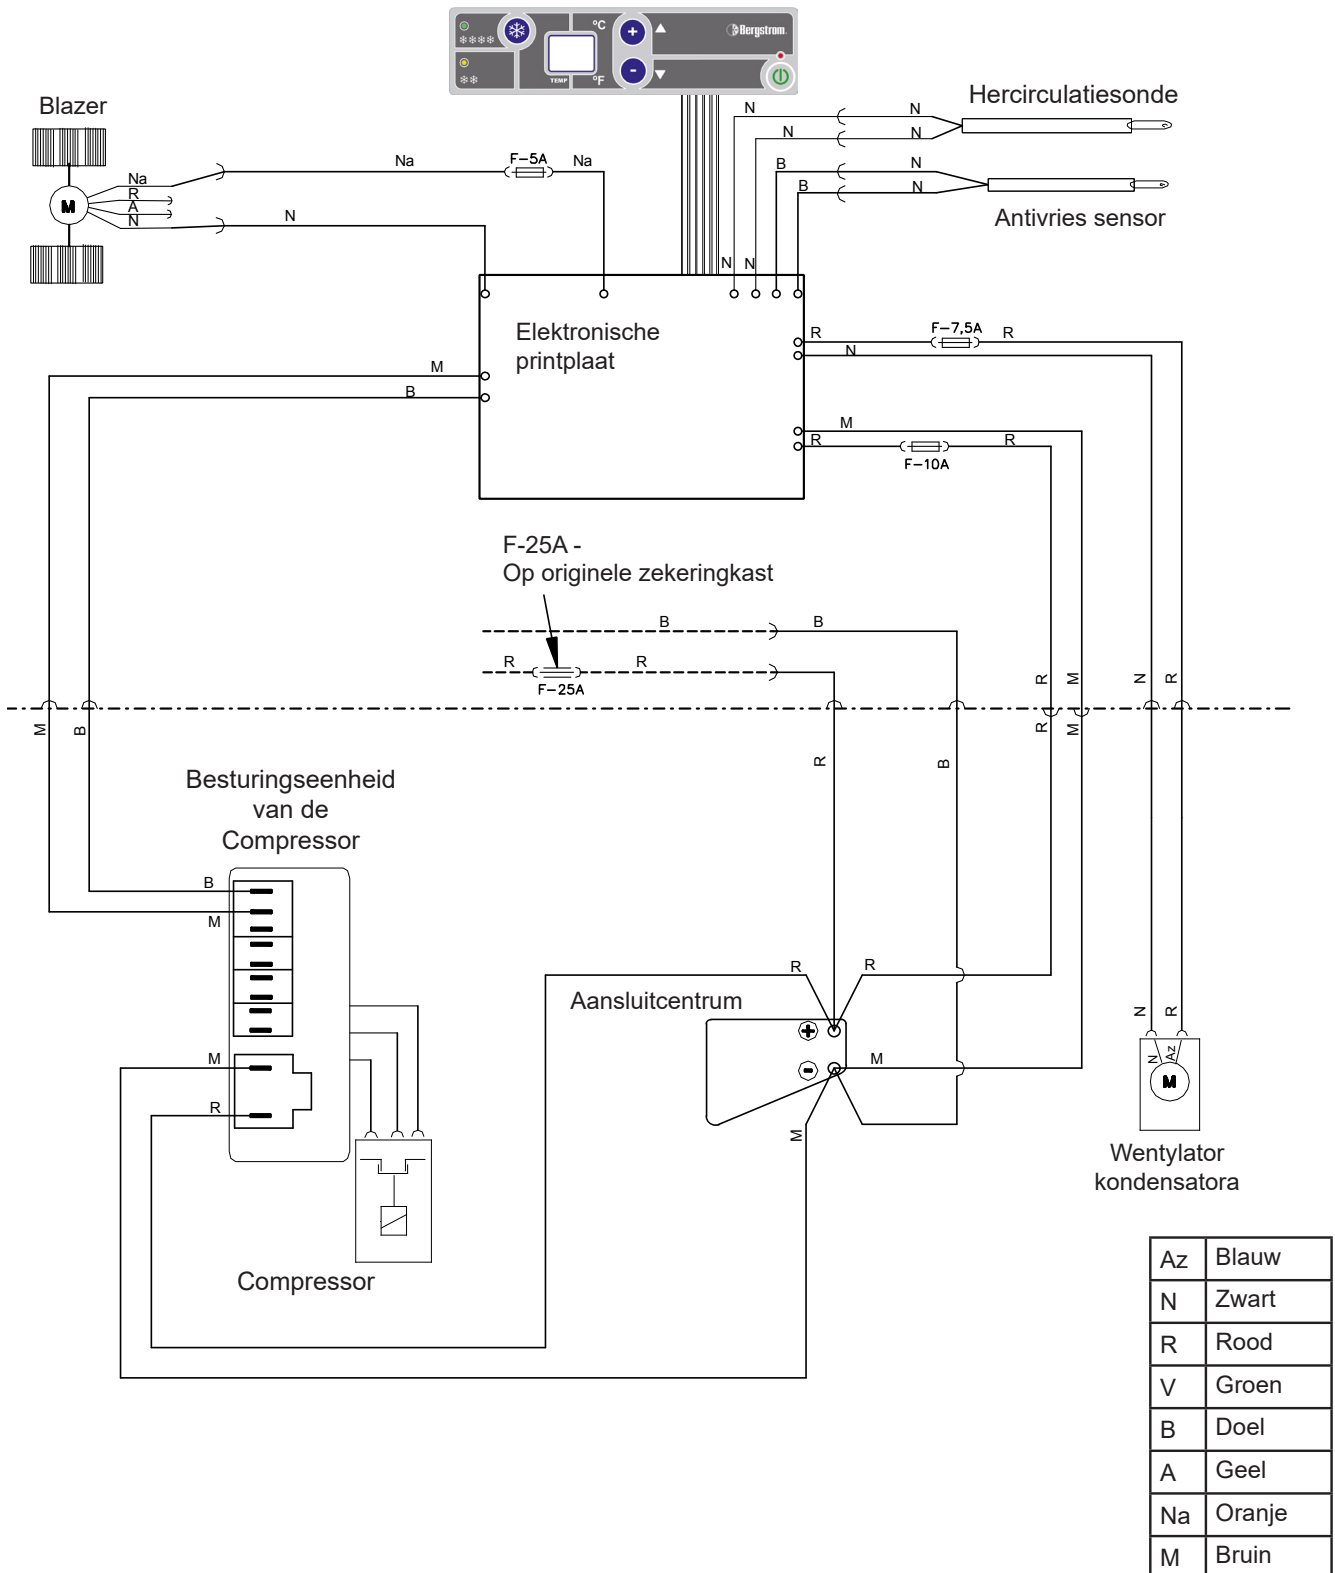 °C
Bergstrom.
TEMP
°F
+
-
Blazer
Hercirculatiesonde
N N
N N
B N
B N
Antivries sensor
Na
R
A
N
M
Na F-5A Na
N
N N
Elektronische
printplaat
R F-7,5A R
N
M
B
M
R R
F-10A
F-25A -
Op originele zekeringkast
B B
R R
F-25A
R M N R
M B R M
R B
Besturingseenheid
van de
Compressor
B
M
R R
Aansluitcentrum
+
-
M
M
R
M
N R
N Az
M
Wentylator
kondensatora
Compressor
Az Blauw
N Zwart
R Rood
V Groen
B Doel
A Geel
Na Oranje
M Bruin